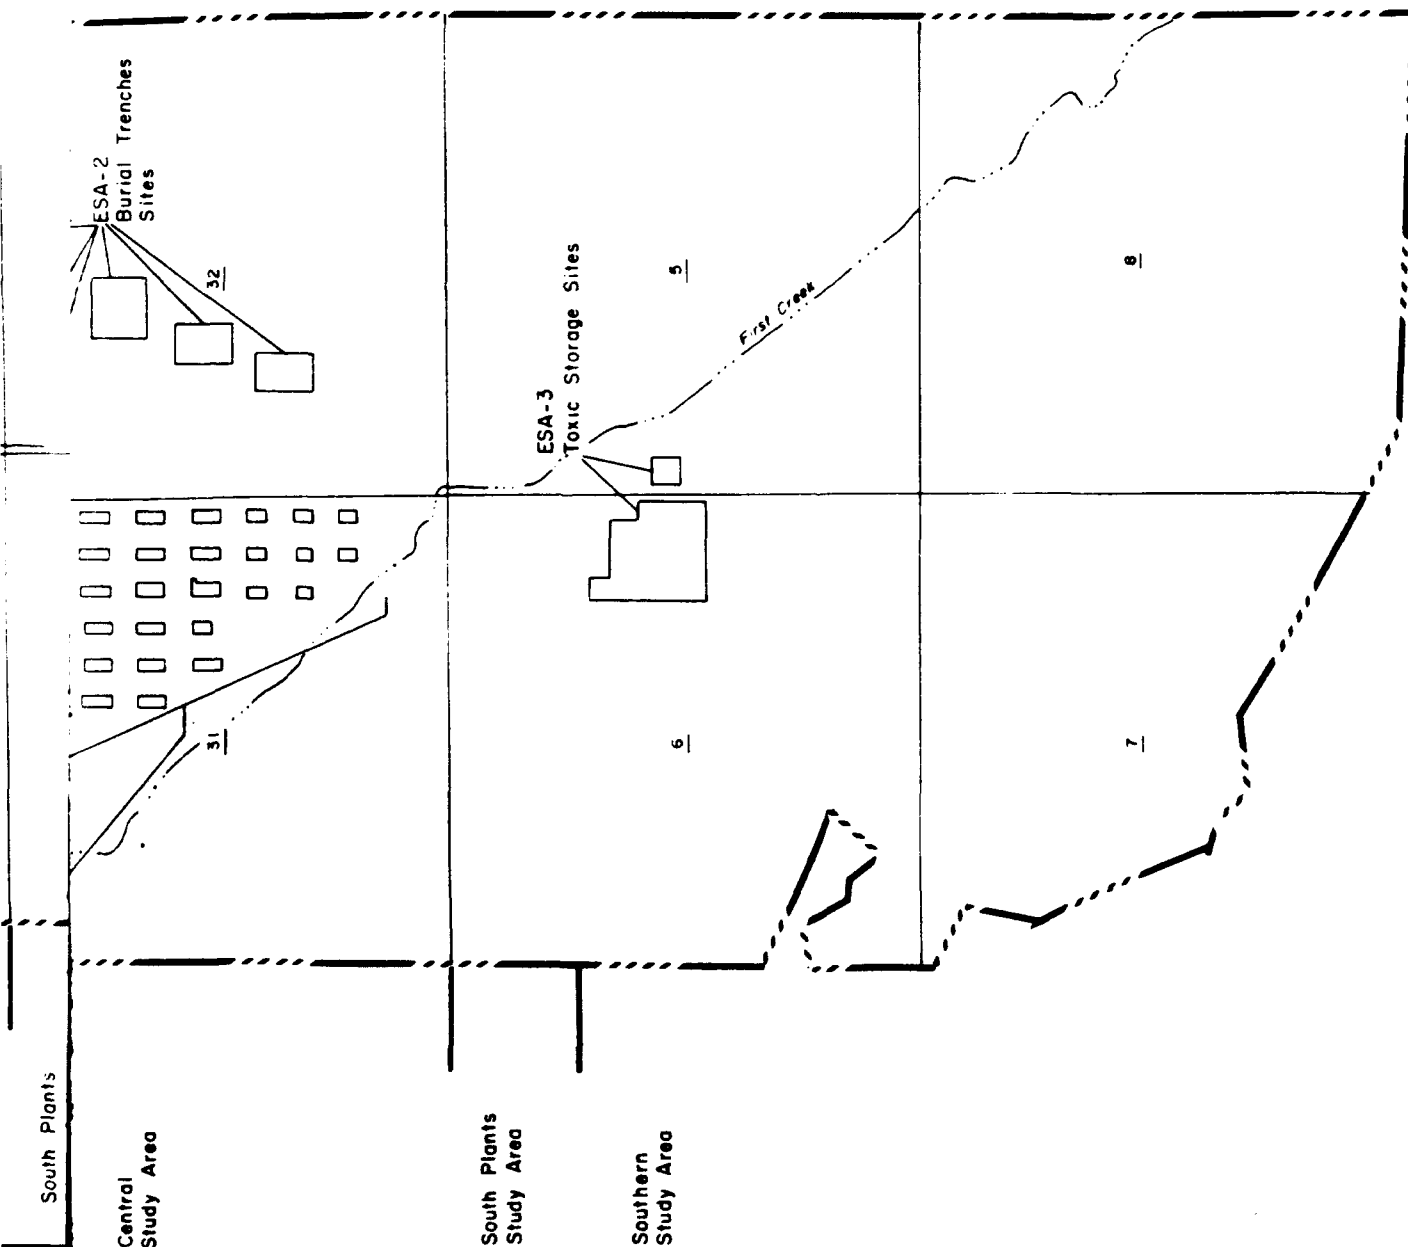 ESA-2
Burial Trenches
Sites
32
ESA-3
Toxic Storage Sites
5
First Creek
8
31
6
7
South Plants
Central
Study Area
South Plants
Study Area
Southern
Study Area